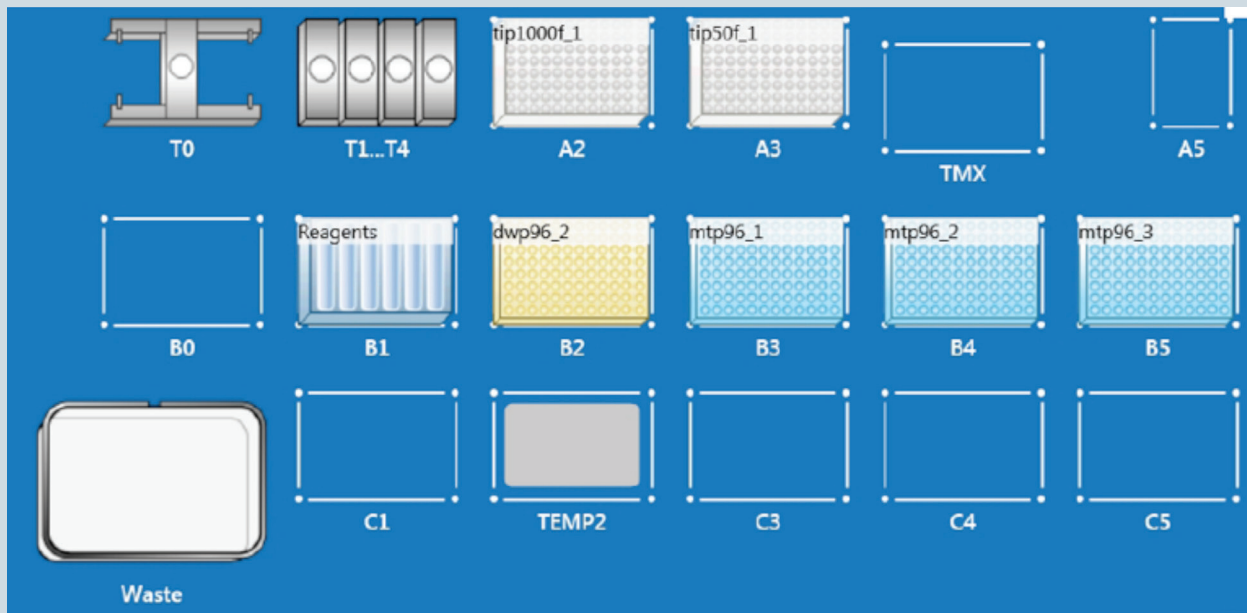 tip1000f_1 tip50f_1
T0 T1...T4 A2 A3 TMX A5
Reagents dwp96_2 mtp96_1 mtp96_2 mtp96_3
B0 B1 B2 B3 B4 B5
C1 TEMP2 C3 C4 C5
Waste